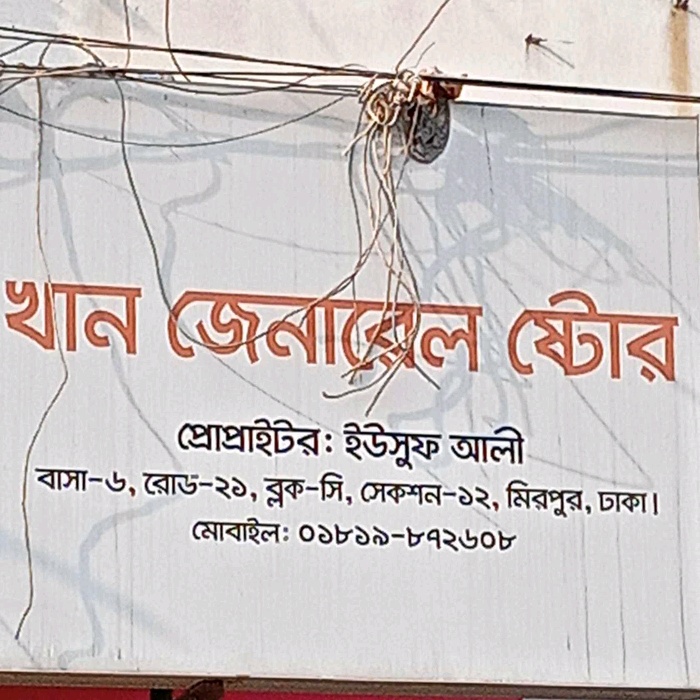 খান জেনারেল ষ্টোর
প্রোপ্রাইটর: ইউসুফ আলী
বাসা-৬, রোড-২১, ব্লক-সি, সেকশন-১২, মিরপুর, ঢাকা।
মোবাইল: ০১৮১৯-৮৭২৬০৮